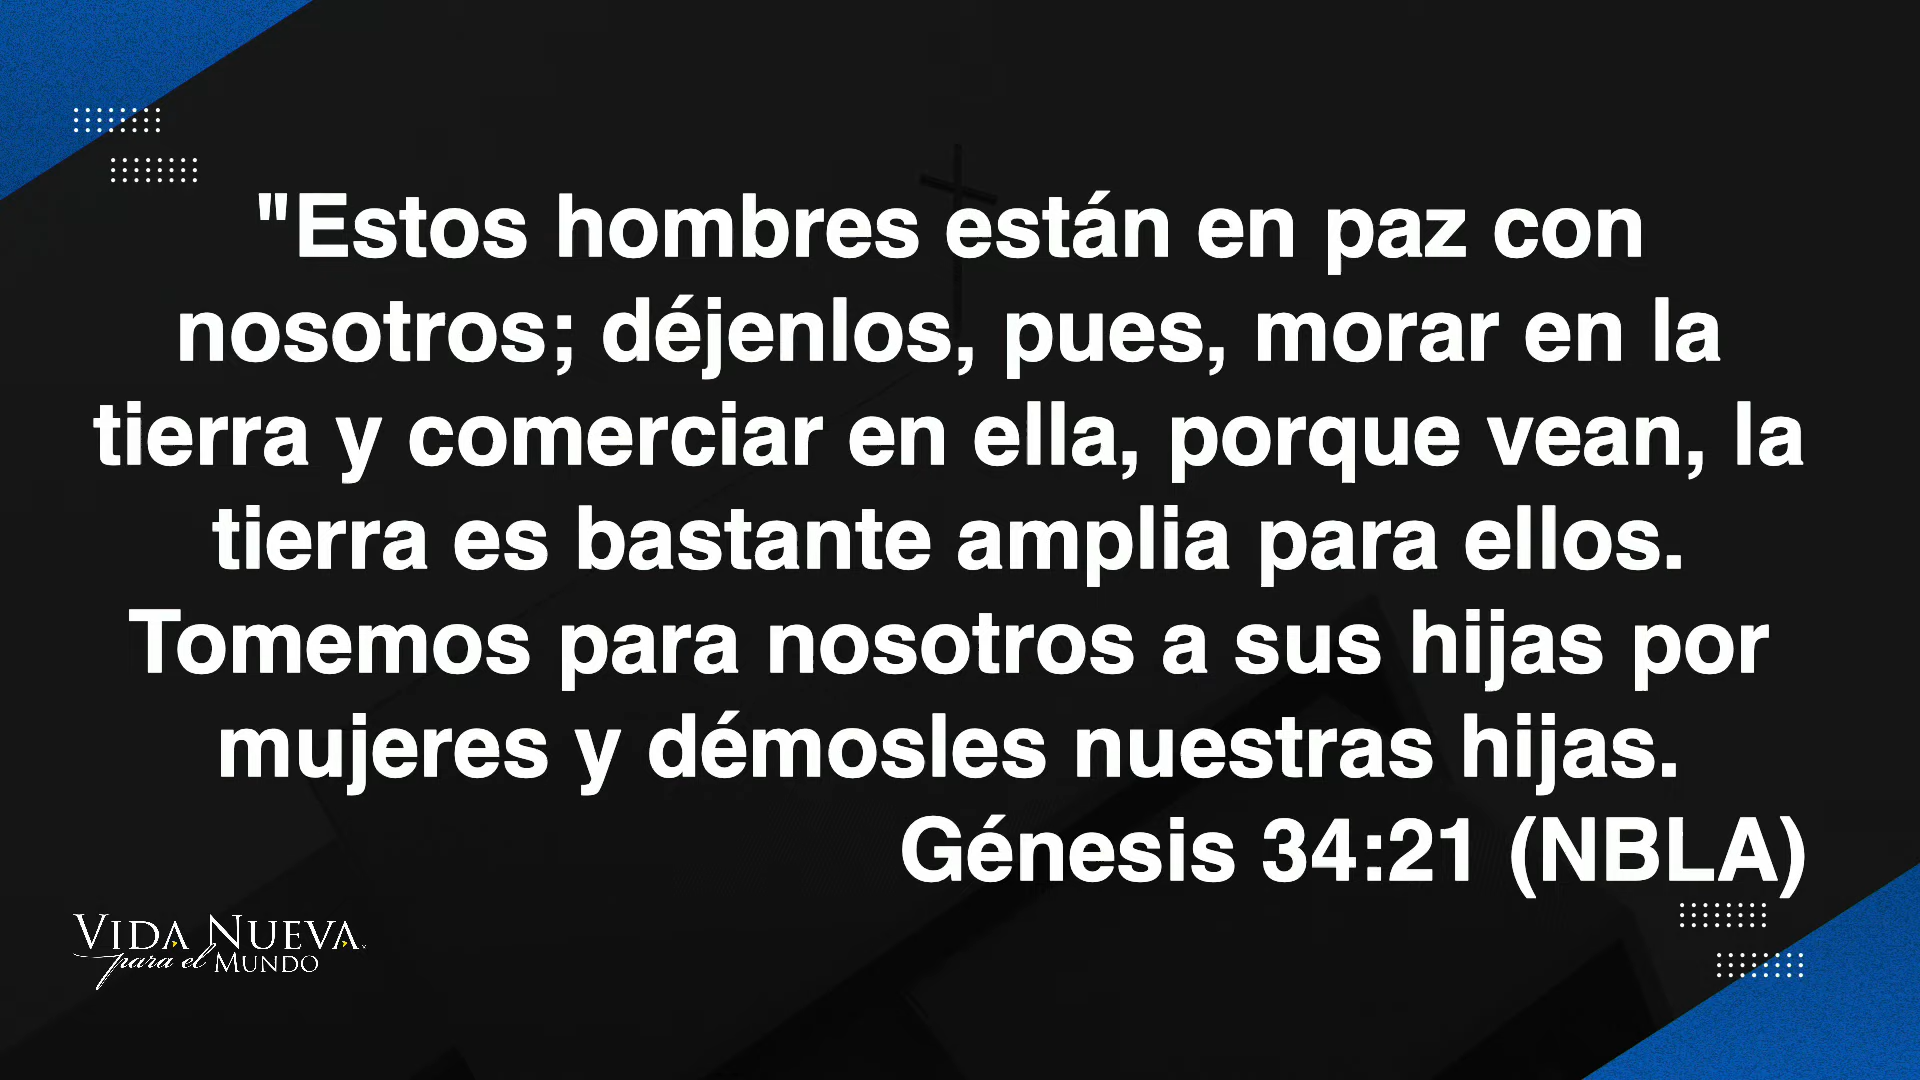 "Estos hombres están en paz con
nosotros; déjenlos, pues, morar en la
tierra y comerciar en ella, porque vean, la
tierra es bastante amplia para ellos.
Tomemos para nosotros a sus hijas por
mujeres y démosles nuestras hijas.
Génesis 34:21 (NBLA)
VIDA NUEVA
para el MUNDO